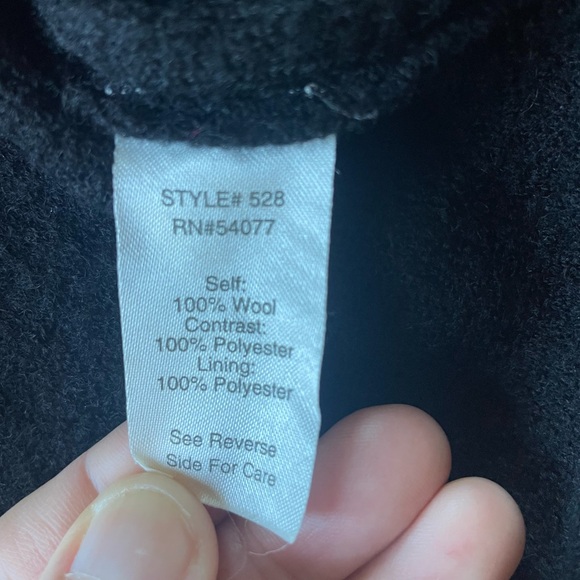 STYLE# 528
RN#54077
Self:
100% Wool
Contrast:
100% Polyester
Lining:
100% Polyester
See Reverse
Side For Care